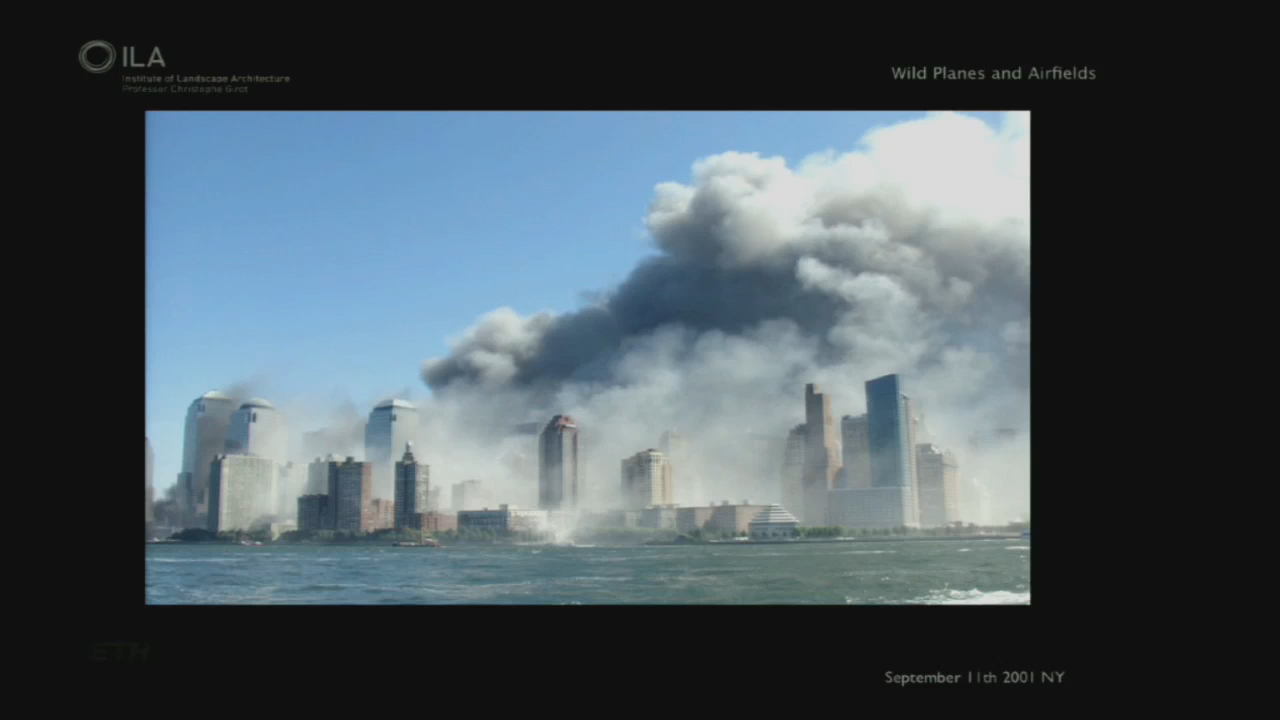 ILA
Institute of Landscape Architecture
Professor Christophe Girot
Wild Planes and Airfields
ETH
September 11th 2001 NY